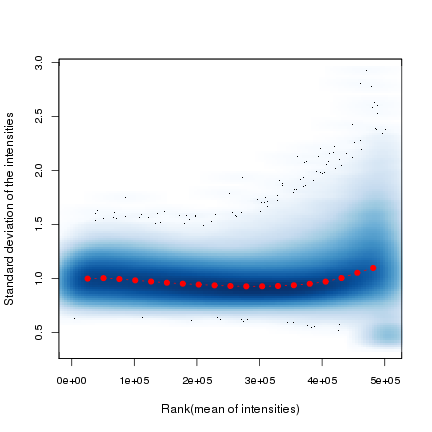 3.0
2.5
2.0
1.5
1.0
0.5
Standard deviation of the intensities
0e+00 1e+05 2e+05 3e+05 4e+05 5e+05
Rank(mean of intensities)